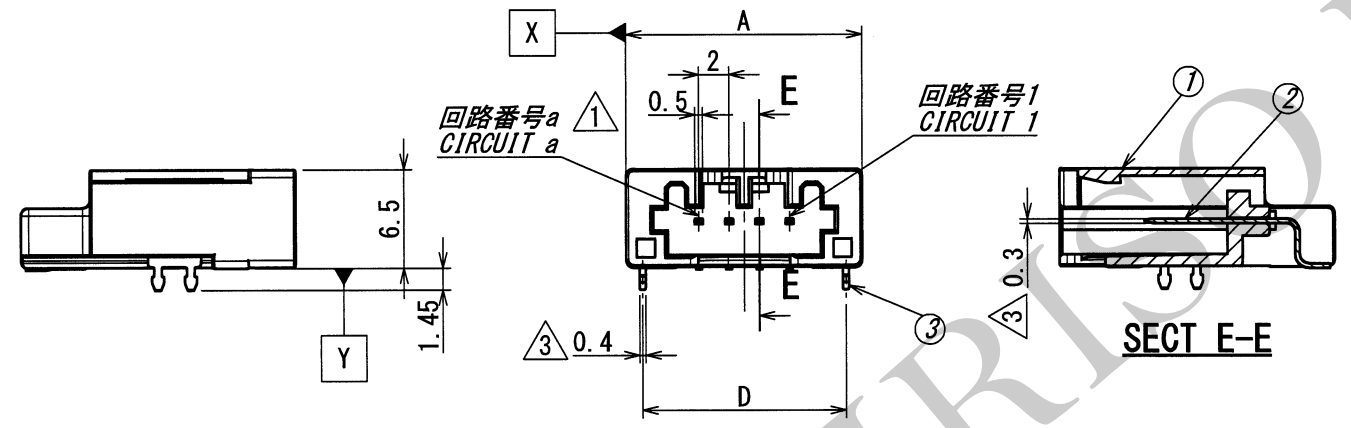 X
A
2
E
0.5
1
回路番号a
CIRCUIT a
回路番号1
CIRCUIT 1
1
2
6.5
1.45
Y
3
0.4
E
3
D
0.3
3
SECT E-E
IRISO